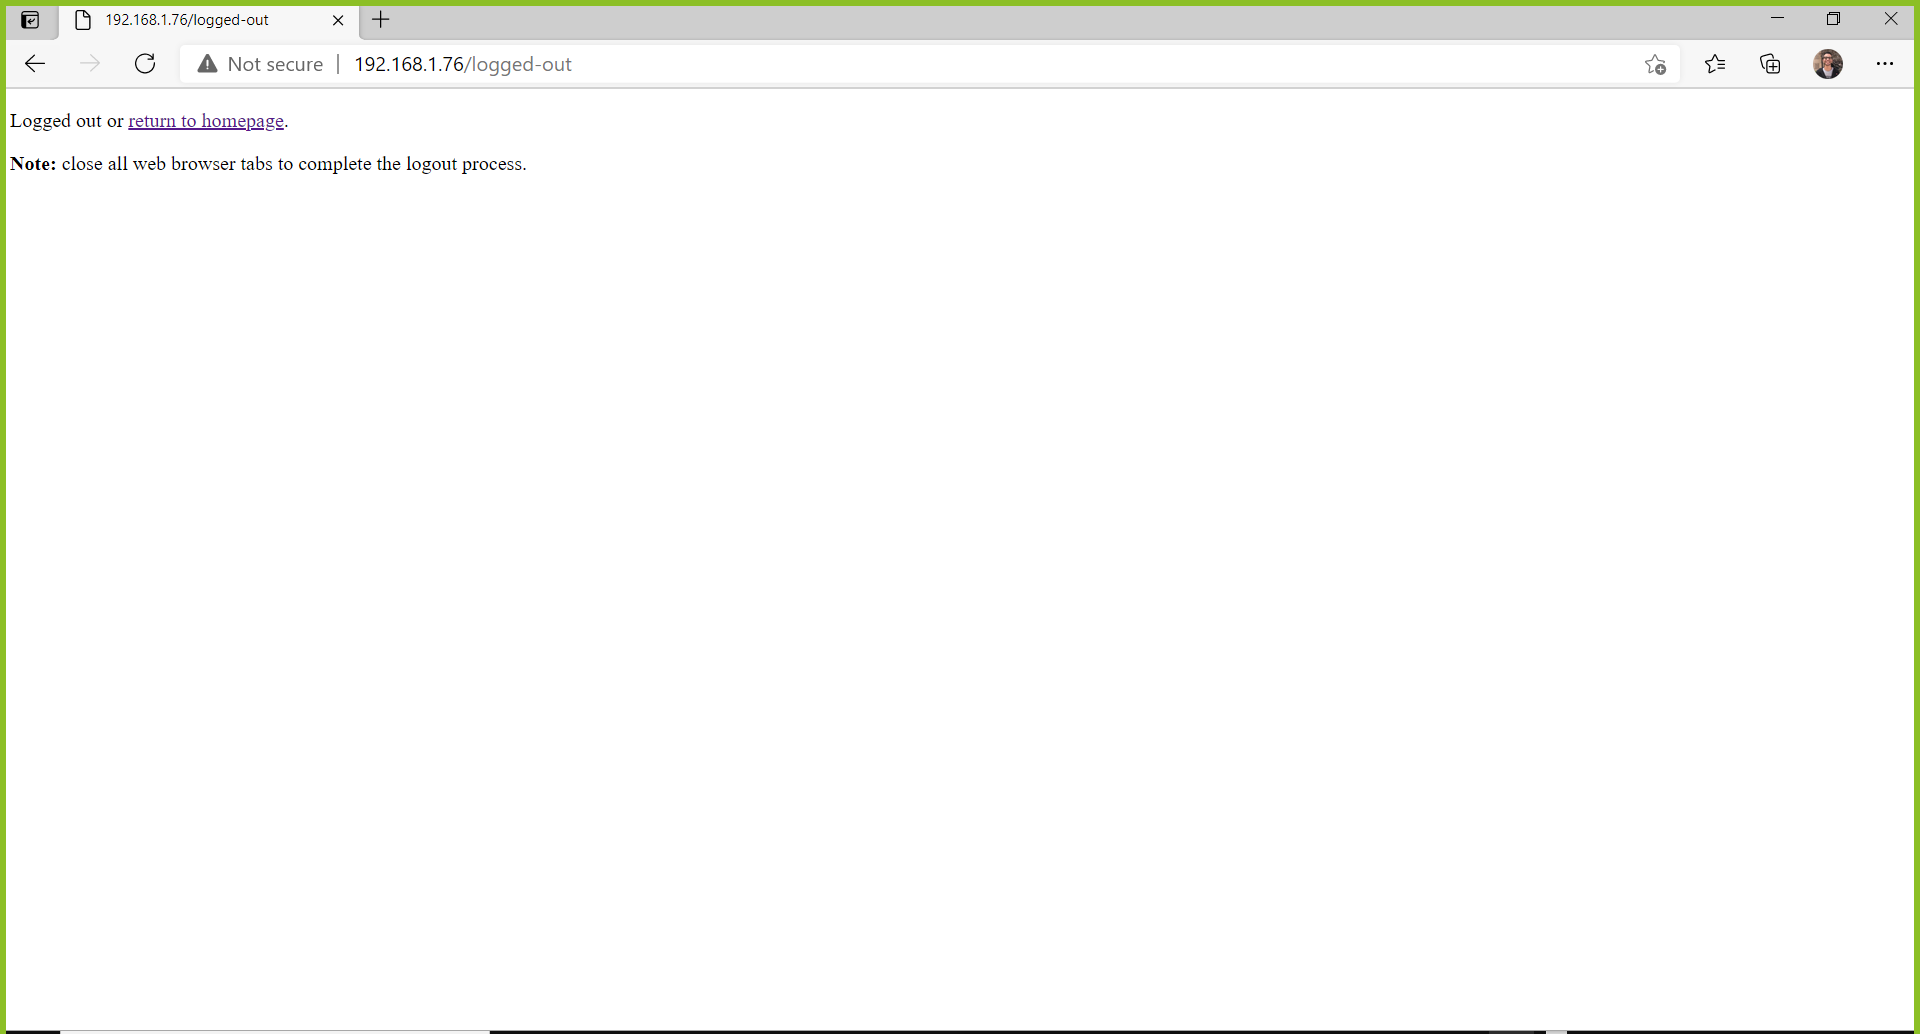 192.168.1.76/logged-out
Not secure | 192.168.1.76/logged-out
Logged out or return to homepage.
Note: close all web browser tabs to complete the logout process.